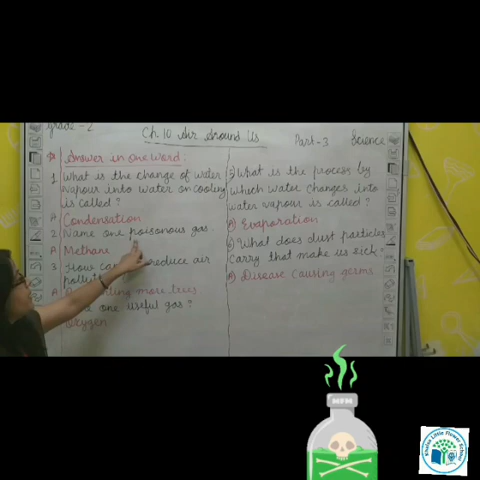 grade-2
Ch. 10 Air Around Us
Part-3
Science
Answer in one word:
1. What is the change of water
vapour into water on cooling
is called?
A Condensation
2 Name one poisonous gas.
A Methane
3 How can reduce air
A more trees.
one useful gas?
Oxygen
5) What is the process by
which water changes into
water vapour is called?
A) Evaporation
6) What does dust particles
carry that make us sick.
A) Disease causing germs
Little Flower School